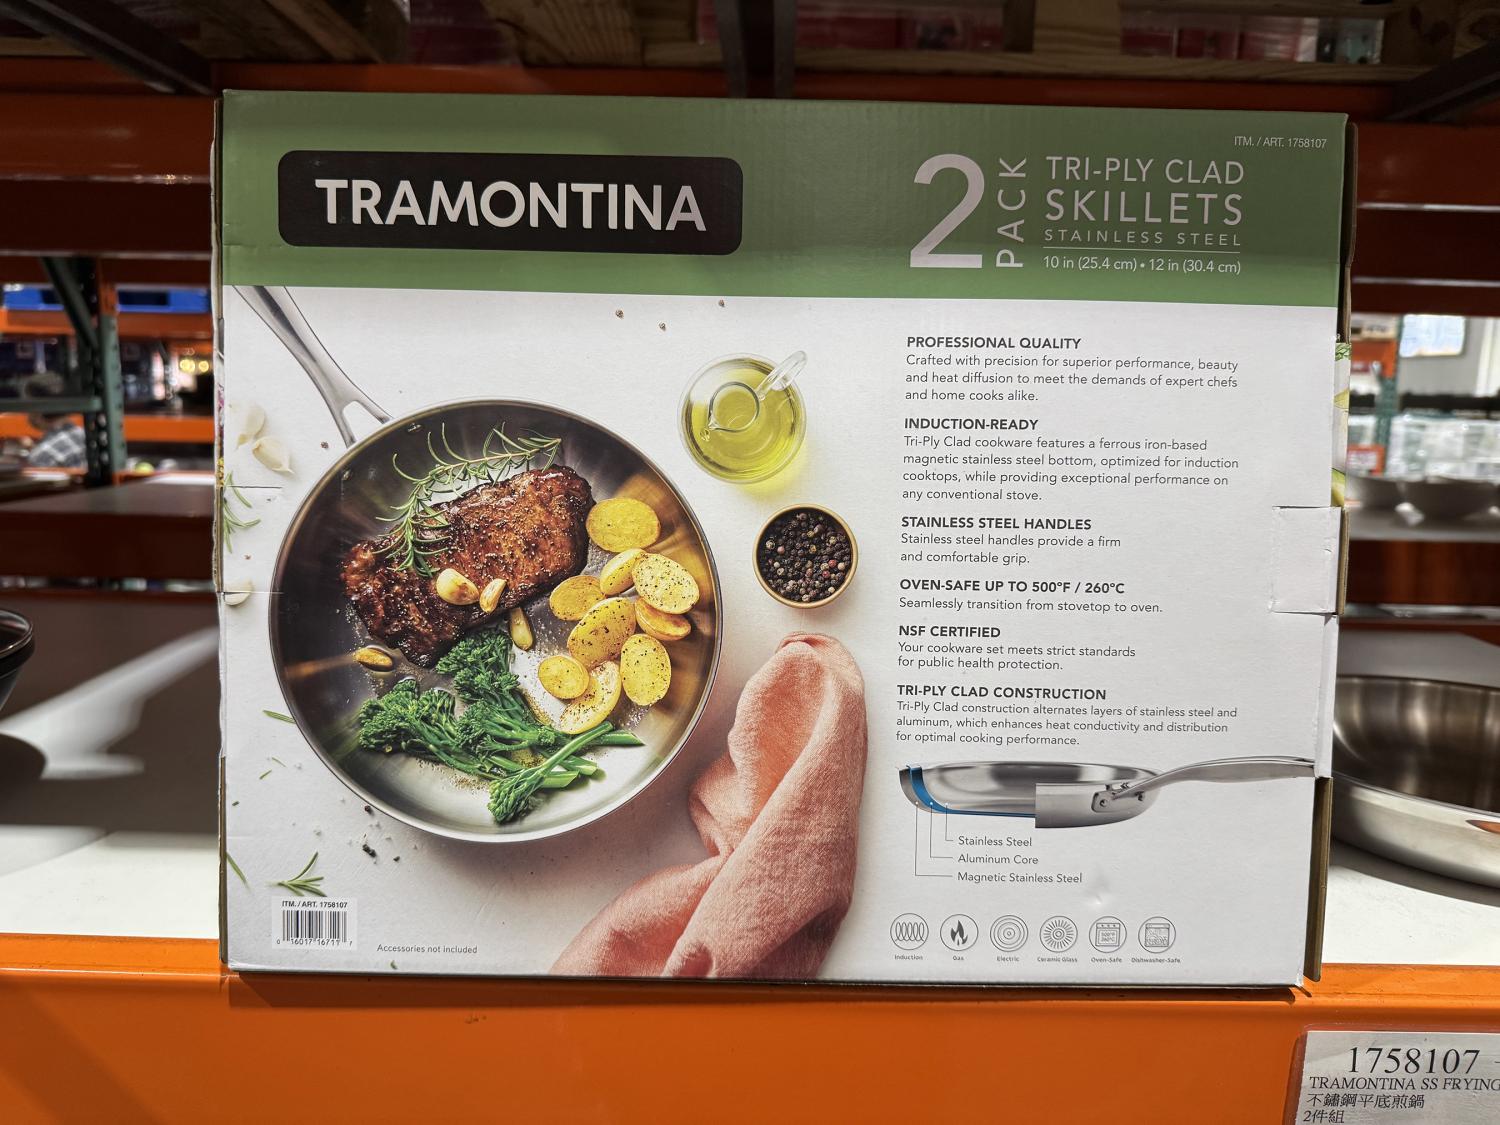 ITM. / ART. 1758107
TRAMONTINA
2 PACK
TRI-PLY CLAD
SKILLETS
STAINLESS STEEL
10 in (25.4 cm) • 12 in (30.4 cm)
PROFESSIONAL QUALITY
Crafted with precision for superior performance, beauty
and heat diffusion to meet the demands of expert chefs
and home cooks alike.
INDUCTION-READY
Tri-Ply Clad cookware features a ferrous iron-based
magnetic stainless steel bottom, optimized for induction
cooktops, while providing exceptional performance on
any conventional stove.
STAINLESS STEEL HANDLES
Stainless steel handles provide a firm
and comfortable grip.
OVEN-SAFE UP TO 500ºF / 260ºC
Seamlessly transition from stovetop to oven.
NSF CERTIFIED
Your cookware set meets strict standards
for public health protection.
TRI-PLY CLAD CONSTRUCTION
Tri-Ply Clad construction alternates layers of stainless steel and
aluminum, which enhances heat conductivity and distribution
for optimal cooking performance.
Stainless Steel
Aluminum Core
Magnetic Stainless Steel
500°F
260°C
Induction Gas Electric Ceramic Glass Oven-Safe Dishwasher-Safe
ITM. / ART. 1758107
0 16017 16711 7
Accessories not included
1758107
TRAMONTINA SS FRYING
不鏽鋼平底煎鍋
2件組